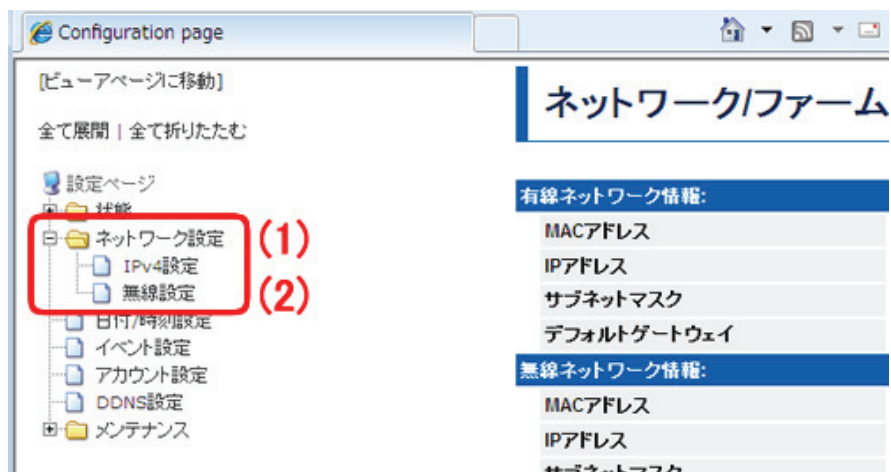 Configuration page
[ビューアページに移動]
全て展開 | 全て折りたたむ
設定ページ
状態
ネットワーク設定
(1)
IPv4設定
無線設定
(2)
日付/時刻設定
イベント設定
アカウント設定
DDNS設定
メンテナンス
ネットワーク/ファーム
有線ネットワーク情報:
MACアドレス
IPアドレス
サブネットマスク
デフォルトゲートウェイ
無線ネットワーク情報:
MACアドレス
IPアドレス
サブネットマスク